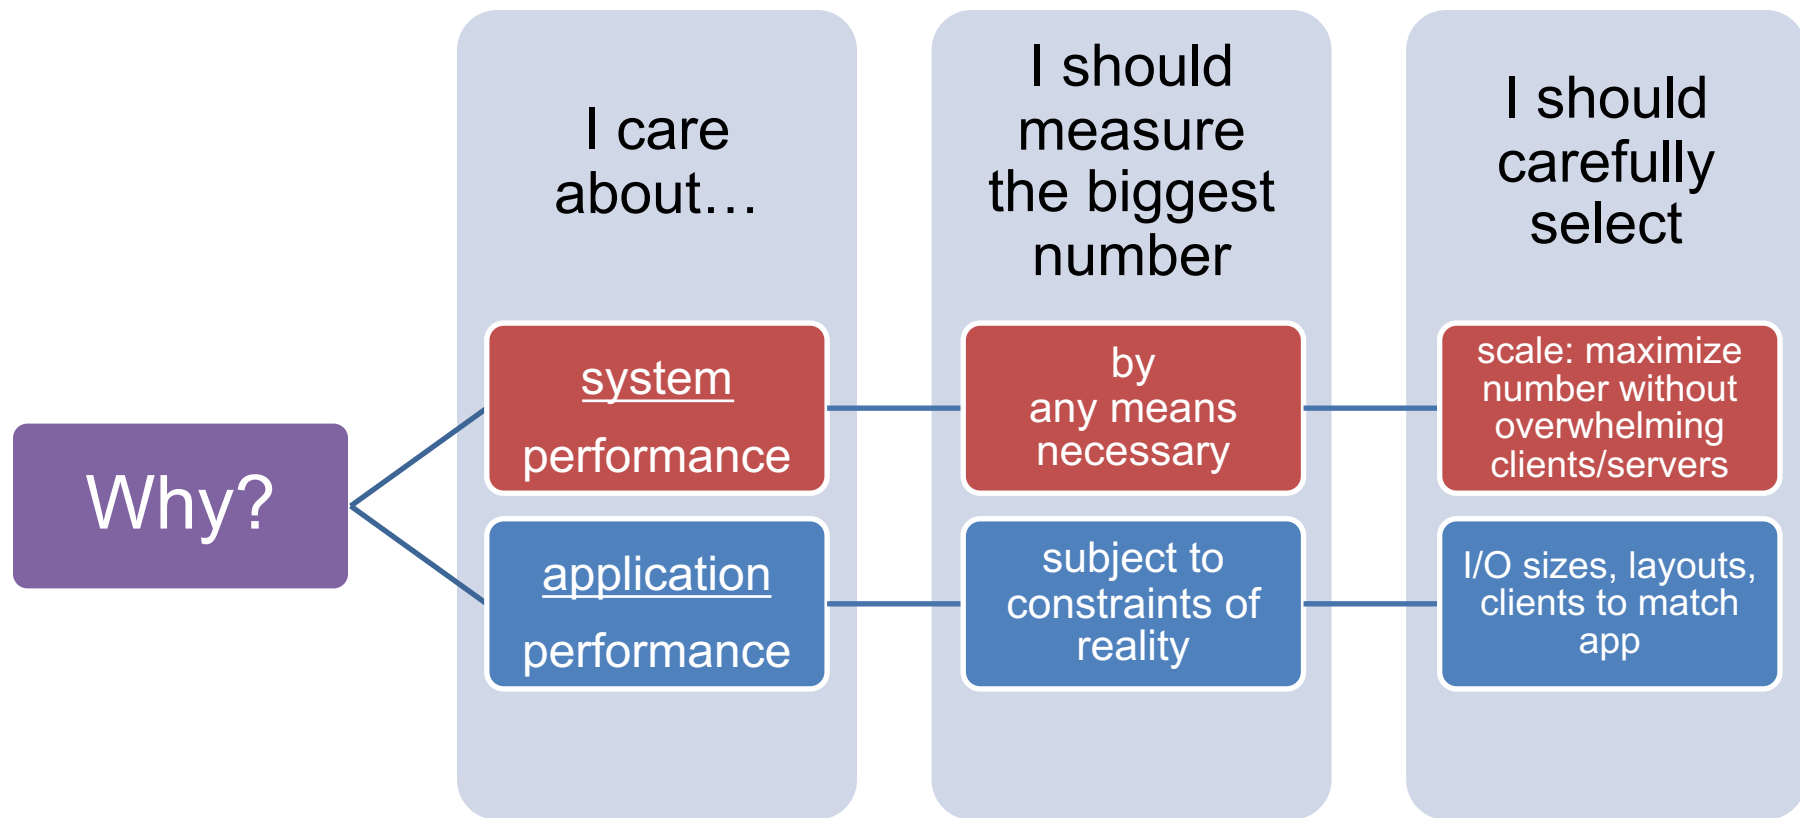 Why?
I care
about…
system
performance
application
performance
I should
measure
the biggest
number
by
any means
necessary
subject to
constraints of
reality
I should
carefully
select
scale: maximize
number without
overwhelming
clients/servers
I/O sizes, layouts,
clients to match
app